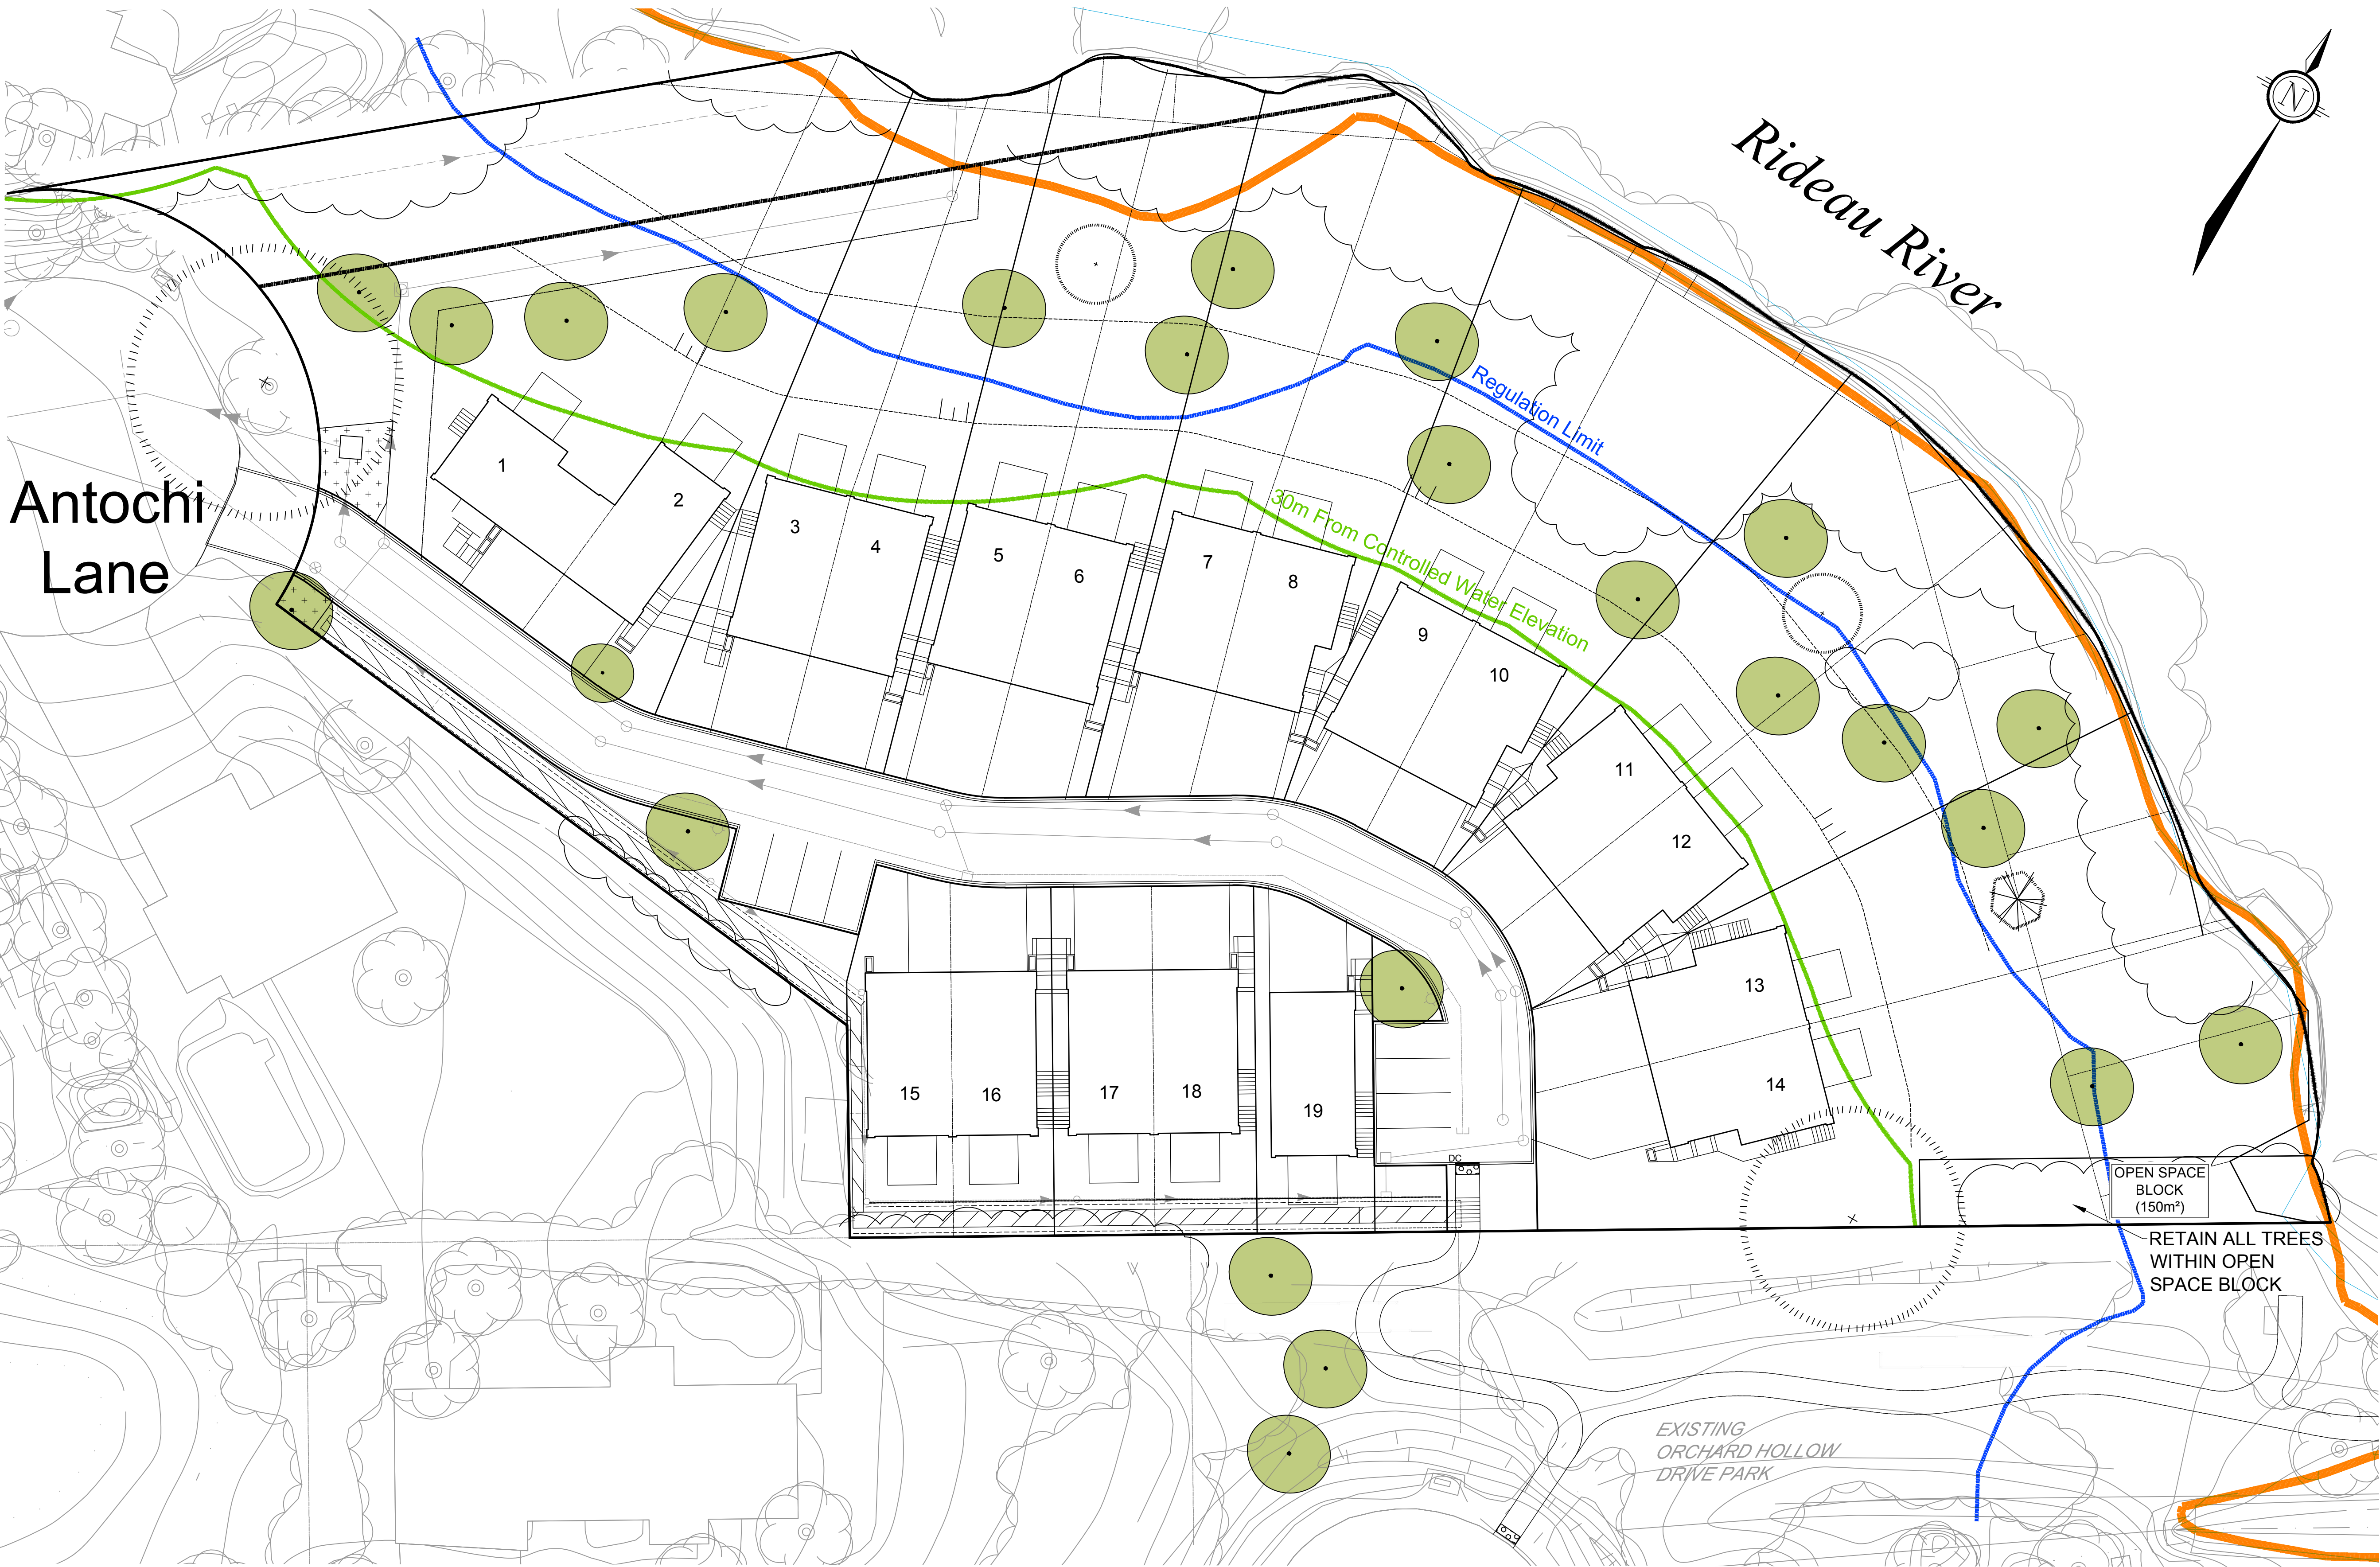 N
Rideau River
Regulation Limit
30m From Controlled Water Elevation
Antochi
Lane
1
2
3
4
5
6
7
8
9
10
11
12
13
14
15
16
17
18
19
DC
OPEN SPACE
BLOCK
(150m²)
RETAIN ALL TREES
WITHIN OPEN
SPACE BLOCK
EXISTING
ORCHARD HOLLOW
DRIVE PARK